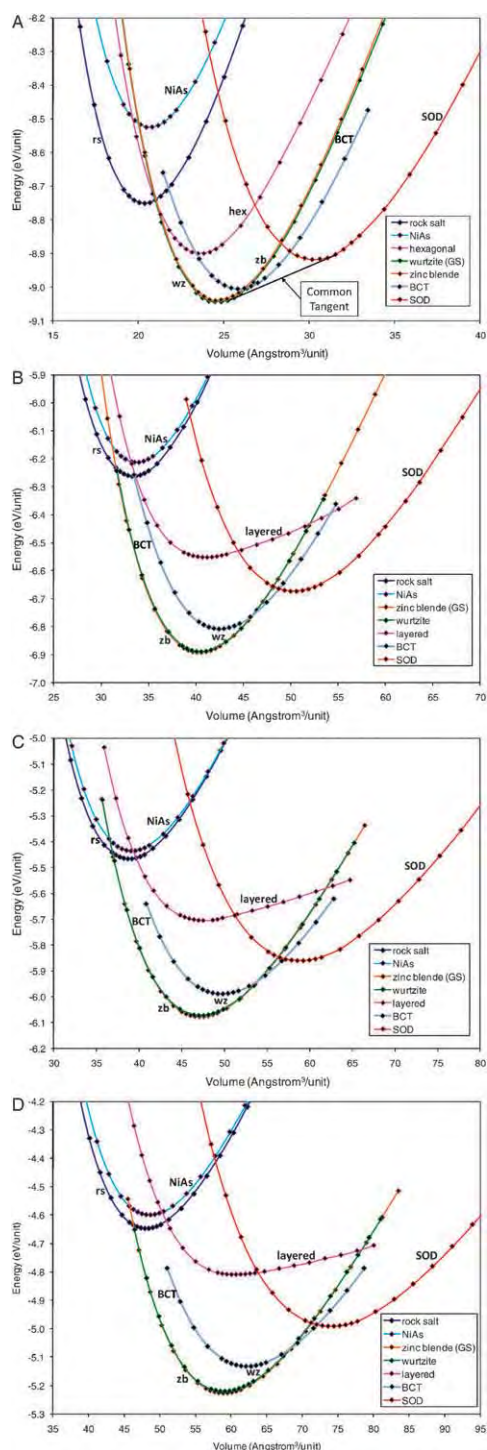 A
-8.2
-8.3
-8.4
-8.5
-8.6
-8.7
-8.8
-8.9
-9.0
-9.1
Energy (eV/unit)
NiAs
rs
hex
wz
zb
BCT
SOD
Common
Tangent
rock salt
NiAs
hexagonal
wurtzite (GS)
zinc blende
BCT
SOD
15 20 25 30 35 40
Volume (Angstrom³/unit)
B
-5.9
-6.0
-6.1
-6.2
-6.3
-6.4
-6.5
-6.6
-6.7
-6.8
-6.9
-7.0
Energy (eV/unit)
NiAs
rs
SOD
layered
BCT
wz
zb
rock salt
NiAs
zinc blende (GS)
wurtzite
layered
BCT
SOD
25 30 35 40 45 50 55 60 65 70
Volume (Angstrom³/unit)
C
-5.0
-5.1
-5.2
-5.3
-5.4
-5.5
-5.6
-5.7
-5.8
-5.9
-6.0
-6.1
-6.2
Energy (eV/unit)
NiAs
rs
SOD
layered
BCT
wz
zb
rock salt
NiAs
zinc blende (GS)
wurtzite
layered
BCT
SOD
30 35 40 45 50 55 60 65 70 75 80
Volume (Angstrom³/unit)
D
-4.2
-4.3
-4.4
-4.5
-4.6
-4.7
-4.8
-4.9
-5.0
-5.1
-5.2
-5.3
Energy (eV/unit)
NiAs
rs
SOD
layered
BCT
wz
zb
rock salt
NiAs
zinc blende (GS)
wurtzite
layered
BCT
SOD
35 40 45 50 55 60 65 70 75 80 85 90 95
Volume (Angstrom³/unit)